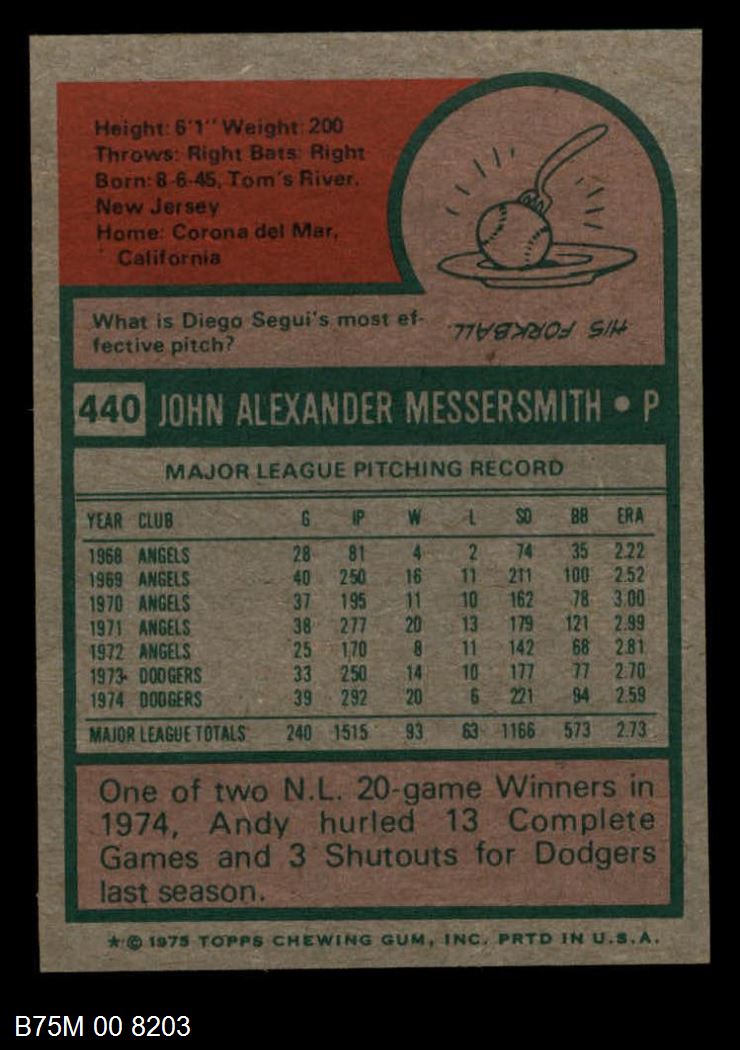 Height: 6'1" Weight: 200
Throws: Right Bats: Right
Born: 8-6-45, Tom's River,
New Jersey
Home: Corona del Mar,
California
What is Diego Segui's most ef-
fective pitch?
HIS FORKBALL
440 JOHN ALEXANDER MESSERSMITH • P
MAJOR LEAGUE PITCHING RECORD
YEAR CLUB G IP W L SO BB ERA
1968 ANGELS 28 81 4 2 74 35 2.22
1969 ANGELS 40 250 16 11 211 100 2.52
1970 ANGELS 37 195 11 10 162 78 3.00
1971 ANGELS 38 277 20 13 179 121 2.99
1972 ANGELS 25 170 8 11 142 68 2.81
1973 DODGERS 33 250 14 10 177 77 2.70
1974 DODGERS 39 292 20 6 221 94 2.59
MAJOR LEAGUE TOTALS 240 1515 93 63 1166 573 2.73
One of two N.L. 20-game Winners in
1974, Andy hurled 13 Complete
Games and 3 Shutouts for Dodgers
last season.
★ © 1975 TOPPS CHEWING GUM, INC. PRTD IN U.S.A.
B75M 00 8203